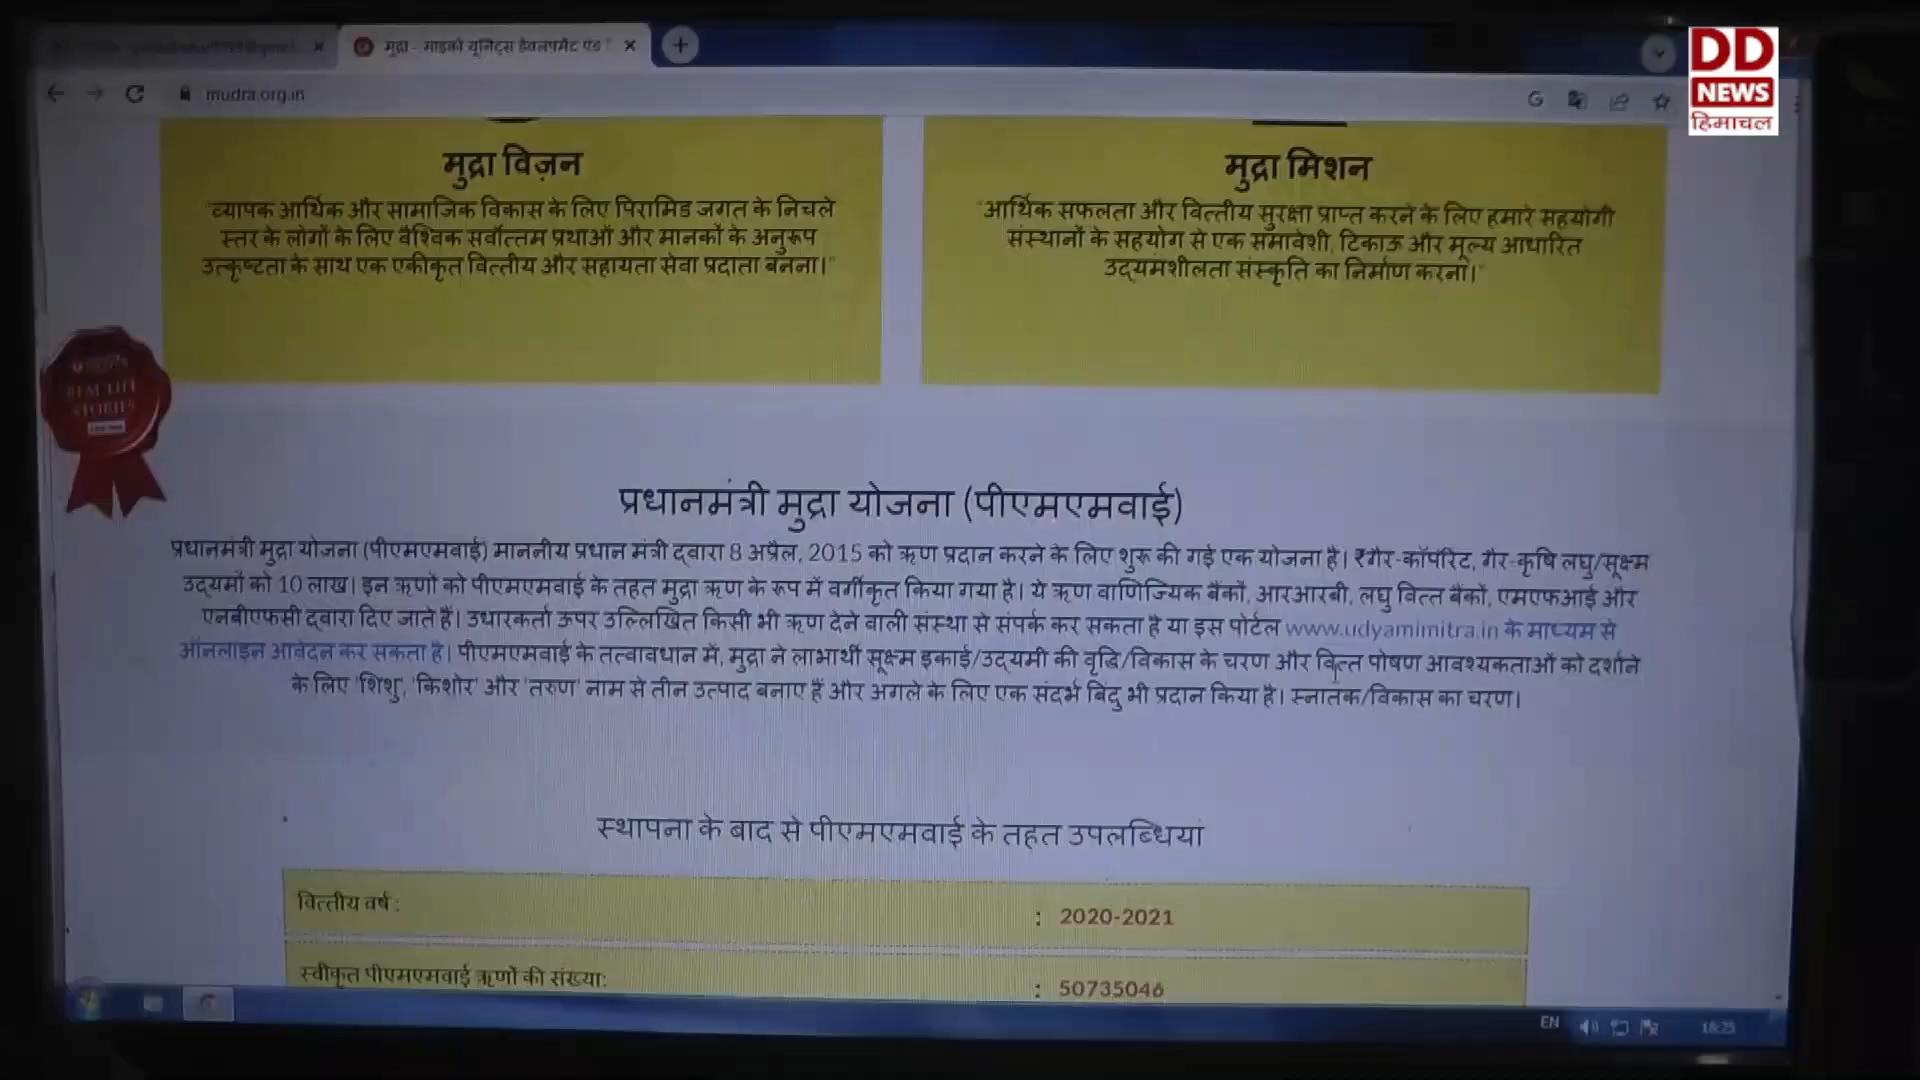 मुद्रा - माइक्रो यूनिट्स डेवलपमेंट एंड
mudra.org.in
DD
NEWS
हिमाचल
मुद्रा विज़न
"व्यापक आर्थिक और सामाजिक विकास के लिए पिरामिड जगत के निचले
स्तर के लोगों के लिए वैश्विक सर्वोत्तम प्रथाओं और मानकों के अनुरूप
उत्कृष्टता के साथ एक एकीकृत वित्तीय और सहायता सेवा प्रदाता बनना।"
मुद्रा मिशन
"आर्थिक सफलता और वित्तीय सुरक्षा प्राप्त करने के लिए हमारे सहयोगी
संस्थानों के सहयोग से एक समावेशी, टिकाऊ और मूल्य आधारित
उद्यमशीलता संस्कृति का निर्माण करना।"
REAL LIFE
STORIES
प्रधानमंत्री मुद्रा योजना (पीएमएमवाई)
प्रधानमंत्री मुद्रा योजना (पीएमएमवाई) माननीय प्रधान मंत्री द्वारा 8 अप्रैल, 2015 को ऋण प्रदान करने के लिए शुरू की गई एक योजना है। ₹गैर-कॉर्पोरेट, गैर-कृषि लघु/सूक्ष्म
उद्यमों को 10 लाख। इन ऋणों को पीएमएमवाई के तहत मुद्रा ऋण के रूप में वर्गीकृत किया गया है। ये ऋण वाणिज्यिक बैंकों, आरआरबी, लघु वित्त बैंकों, एमएफआई और
एनबीएफसी द्वारा दिए जाते हैं। उधारकर्ता ऊपर उल्लिखित किसी भी ऋण देने वाली संस्था से संपर्क कर सकता है या इस पोर्टल www.udyamimitra.in के माध्यम से
ऑनलाइन आवेदन कर सकता है। पीएमएमवाई के तत्वावधान में, मुद्रा ने लाभार्थी सूक्ष्म इकाई/उद्यमी की वृद्धि/विकास के चरण और वित्त पोषण आवश्यकताओं को दर्शाने
के लिए 'शिशु', 'किशोर' और 'तरुण' नाम से तीन उत्पाद बनाए हैं और अगले के लिए एक संदर्भ बिंदु भी प्रदान किया है। स्नातक/विकास का चरण।
स्थापना के बाद से पीएमएमवाई के तहत उपलब्धियां
वित्तीय वर्ष : : 2020-2021
स्वीकृत पीएमएमवाई ऋणों की संख्या: : 50735046
EN 18:25